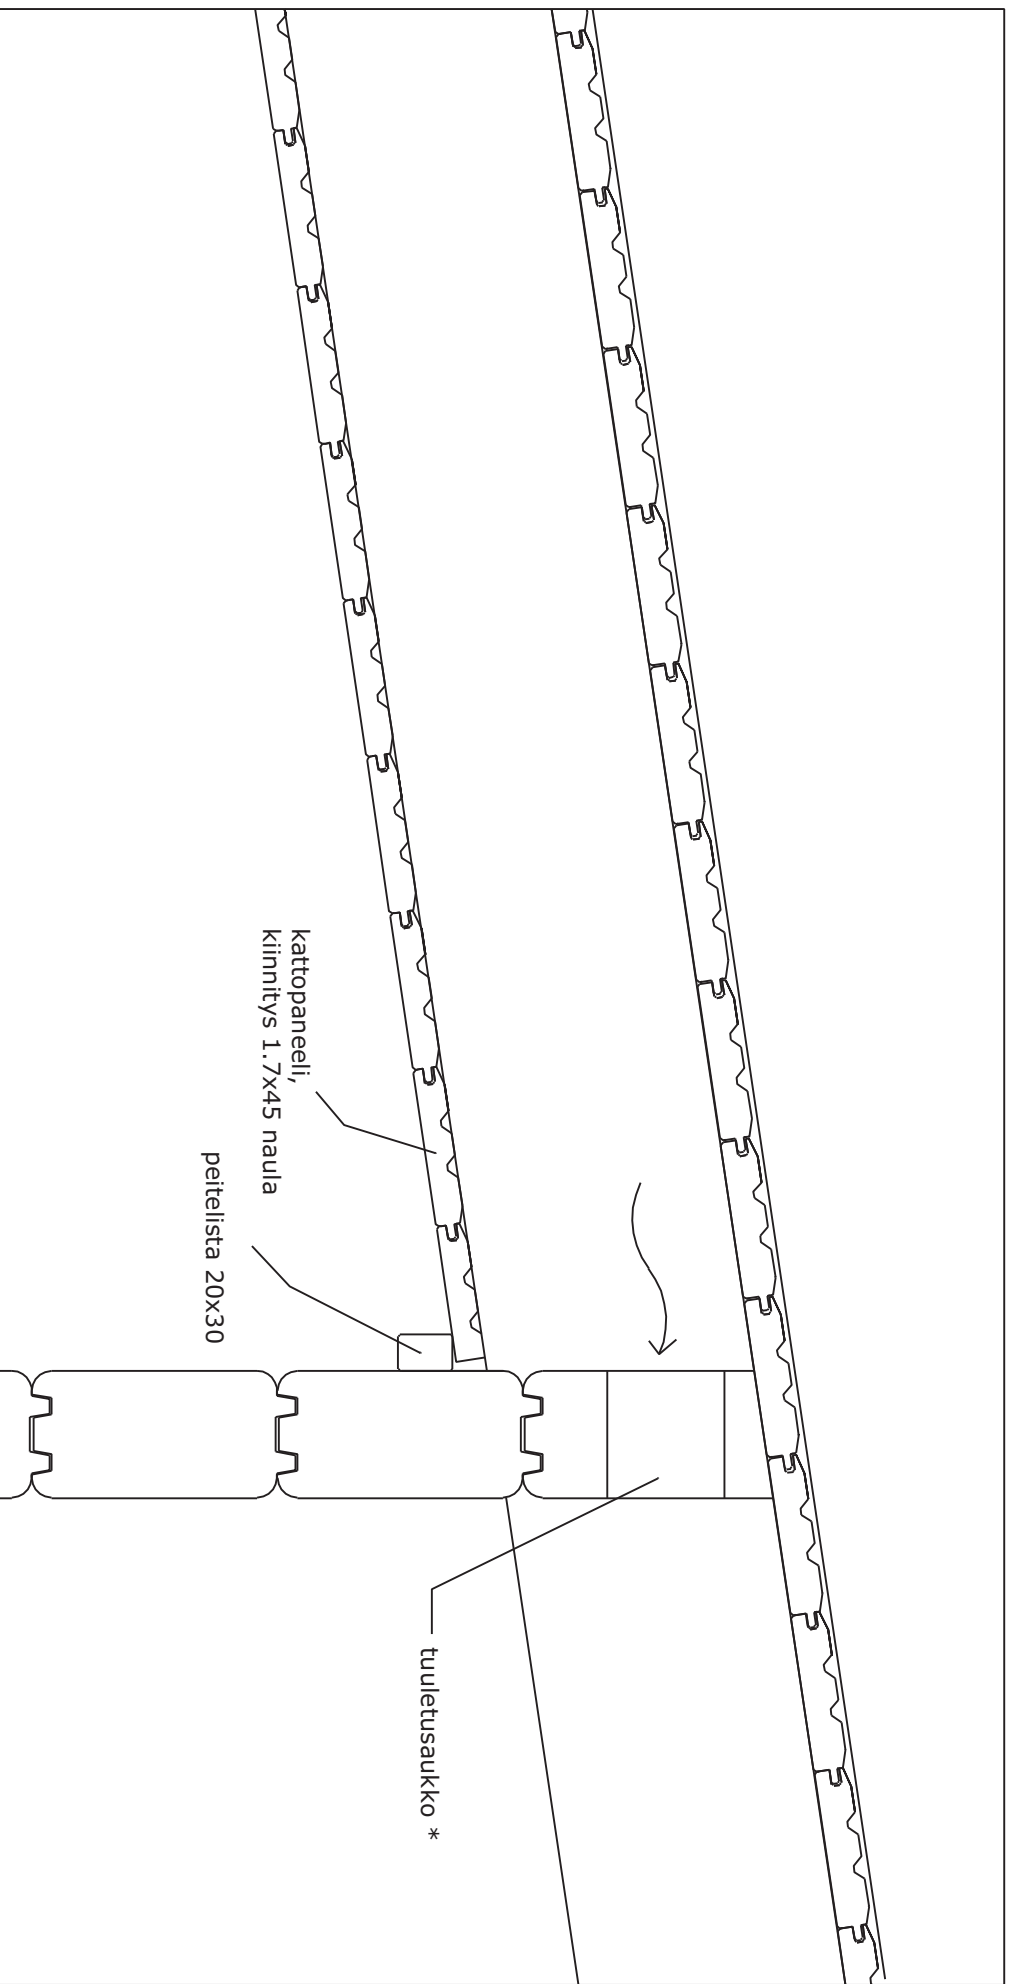 kattopaneeli,
kiinnitys 1.7x45 naula
peitelista 20x30
tuuletusaukko *